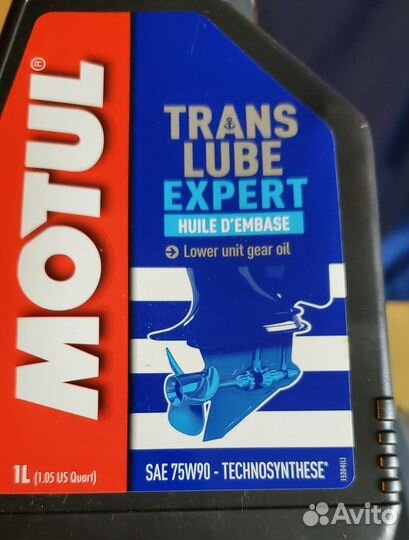 MOTUL®
TRANS
LUBE
EXPERT
HUILE D'EMBASE
Lower unit gear oil
1L (1.05 US Quart)
SAE 75W90 - TECHNOSYNTHESE®
Avito